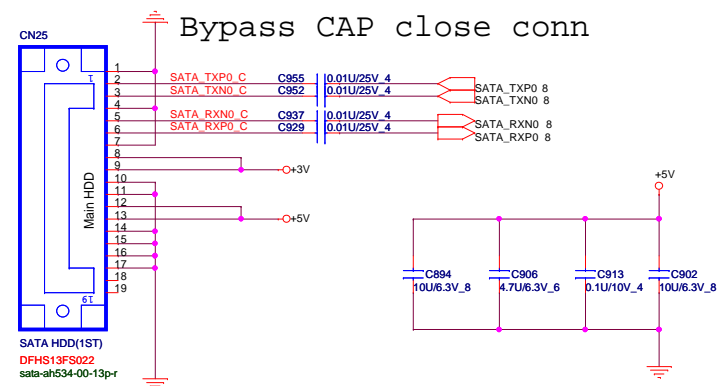 Bypass CAP close conn
CN25
1
2
3
4
5
6
7
8
9
10
11
12
13
14
15
16
17
18
19
1
19
Main HDD
SATA_TXP0_C
SATA_TXN0_C
SATA_RXN0_C
SATA_RXP0_C
C955 0.01U/25V_4
C952 0.01U/25V_4
C937 0.01U/25V_4
C929 0.01U/25V_4
SATA_TXP0 8
SATA_TXN0 8
SATA_RXN0 8
SATA_RXP0 8
+3V
+5V
+5V
C894
10U/6.3V_8
C906
4.7U/6.3V_6
C913
0.1U/10V_4
C902
10U/6.3V_8
SATA HDD(1ST)
DFHS13FS022
sata-ah534-00-13p-r